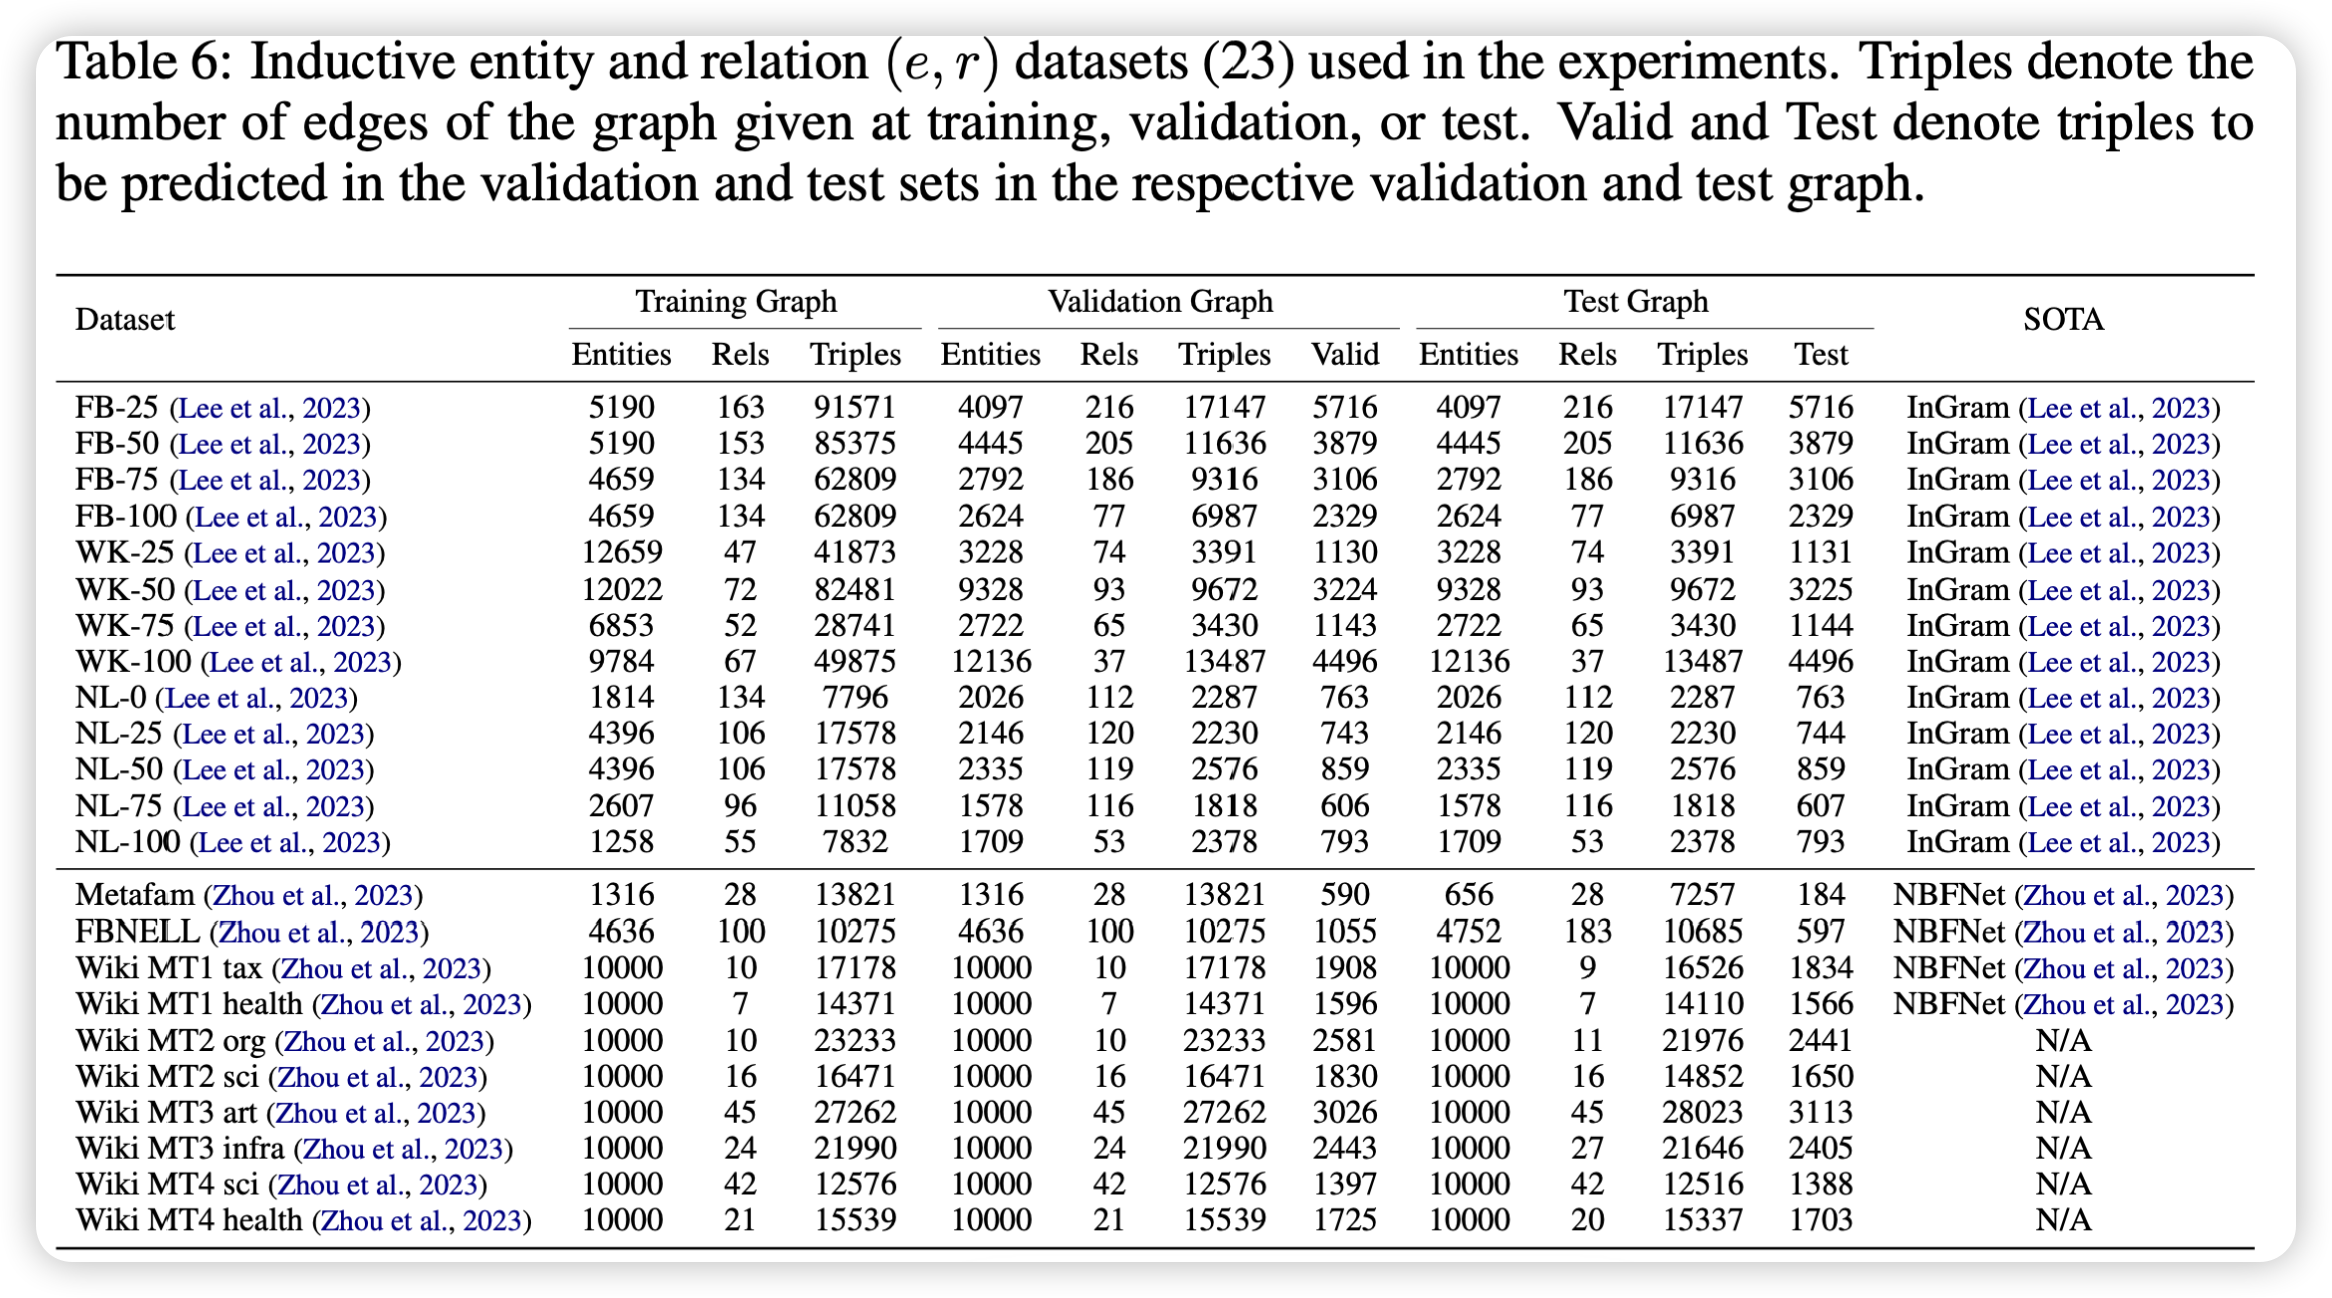 Table 6: Inductive entity and relation (e, r) datasets (23) used in the experiments. Triples denote the
number of edges of the graph given at training, validation, or test. Valid and Test denote triples to
be predicted in the validation and test sets in the respective validation and test graph.
Dataset Training Graph Validation Graph Test Graph SOTA
Entities Rels Triples Entities Rels Triples Valid Entities Rels Triples Test
FB-25 (Lee et al., 2023) 5190 163 91571 4097 216 17147 5716 4097 216 17147 5716 InGram (Lee et al., 2023)
FB-50 (Lee et al., 2023) 5190 153 85375 4445 205 11636 3879 4445 205 11636 3879 InGram (Lee et al., 2023)
FB-75 (Lee et al., 2023) 4659 134 62809 2792 186 9316 3106 2792 186 9316 3106 InGram (Lee et al., 2023)
FB-100 (Lee et al., 2023) 4659 134 62809 2624 77 6987 2329 2624 77 6987 2329 InGram (Lee et al., 2023)
WK-25 (Lee et al., 2023) 12659 47 41873 3228 74 3391 1130 3228 74 3391 1131 InGram (Lee et al., 2023)
WK-50 (Lee et al., 2023) 12022 72 82481 9328 93 9672 3224 9328 93 9672 3225 InGram (Lee et al., 2023)
WK-75 (Lee et al., 2023) 6853 52 28741 2722 65 3430 1143 2722 65 3430 1144 InGram (Lee et al., 2023)
WK-100 (Lee et al., 2023) 9784 67 49875 12136 37 13487 4496 12136 37 13487 4496 InGram (Lee et al., 2023)
NL-0 (Lee et al., 2023) 1814 134 7796 2026 112 2287 763 2026 112 2287 763 InGram (Lee et al., 2023)
NL-25 (Lee et al., 2023) 4396 106 17578 2146 120 2230 743 2146 120 2230 744 InGram (Lee et al., 2023)
NL-50 (Lee et al., 2023) 4396 106 17578 2335 119 2576 859 2335 119 2576 859 InGram (Lee et al., 2023)
NL-75 (Lee et al., 2023) 2607 96 11058 1578 116 1818 606 1578 116 1818 607 InGram (Lee et al., 2023)
NL-100 (Lee et al., 2023) 1258 55 7832 1709 53 2378 793 1709 53 2378 793 InGram (Lee et al., 2023)
Metafam (Zhou et al., 2023) 1316 28 13821 1316 28 13821 590 656 28 7257 184 NBFNet (Zhou et al., 2023)
FBNELL (Zhou et al., 2023) 4636 100 10275 4636 100 10275 1055 4752 183 10685 597 NBFNet (Zhou et al., 2023)
Wiki MT1 tax (Zhou et al., 2023) 10000 10 17178 10000 10 17178 1908 10000 9 16526 1834 NBFNet (Zhou et al., 2023)
Wiki MT1 health (Zhou et al., 2023) 10000 7 14371 10000 7 14371 1596 10000 7 14110 1566 NBFNet (Zhou et al., 2023)
Wiki MT2 org (Zhou et al., 2023) 10000 10 23233 10000 10 23233 2581 10000 11 21976 2441 N/A
Wiki MT2 sci (Zhou et al., 2023) 10000 16 16471 10000 16 16471 1830 10000 16 14852 1650 N/A
Wiki MT3 art (Zhou et al., 2023) 10000 45 27262 10000 45 27262 3026 10000 45 28023 3113 N/A
Wiki MT3 infra (Zhou et al., 2023) 10000 24 21990 10000 24 21990 2443 10000 27 21646 2405 N/A
Wiki MT4 sci (Zhou et al., 2023) 10000 42 12576 10000 42 12576 1397 10000 42 12516 1388 N/A
Wiki MT4 health (Zhou et al., 2023) 10000 21 15539 10000 21 15539 1725 10000 20 15337 1703 N/A